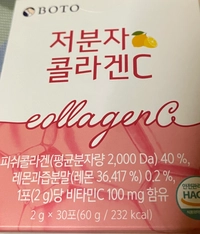 BOTO
저분자
콜라겐C
collagen C
피쉬콜라겐(평균분자량 2,000 Da) 40 %,
레몬과즙분말(레몬 36.417 %) 0.2 %,
1포(2 g)당 비타민C 100 mg 함유
2 g × 30포(60 g / 232 kcal)
HAC